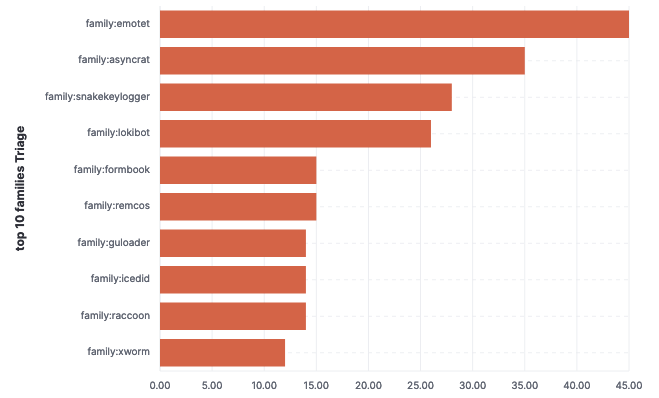 top 10 families Triage
family:emotet
family:asyncrat
family:snakekeylogger
family:lokibot
family:formbook
family:remcos
family:guloader
family:icedid
family:raccoon
family:xworm
0.00 5.00 10.00 15.00 20.00 25.00 30.00 35.00 40.00 45.00